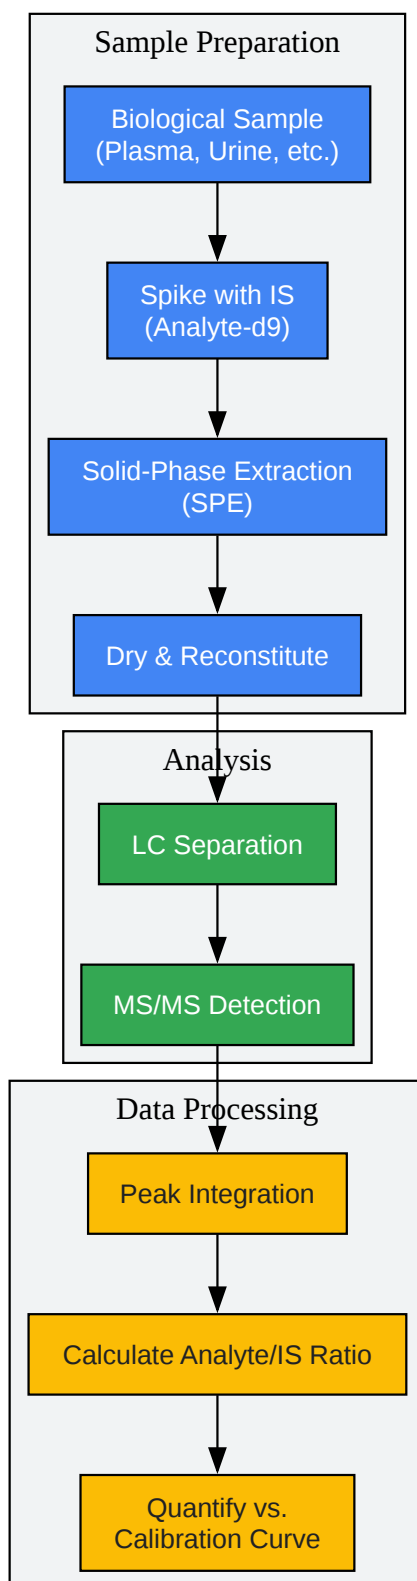 Sample Preparation
Biological Sample
(Plasma, Urine, etc.)
Spike with IS
(Analyte-d9)
Solid-Phase Extraction
(SPE)
Dry & Reconstitute
Analysis
LC Separation
MS/MS Detection
Data Processing
Peak Integration
Calculate Analyte/IS Ratio
Quantify vs.
Calibration Curve